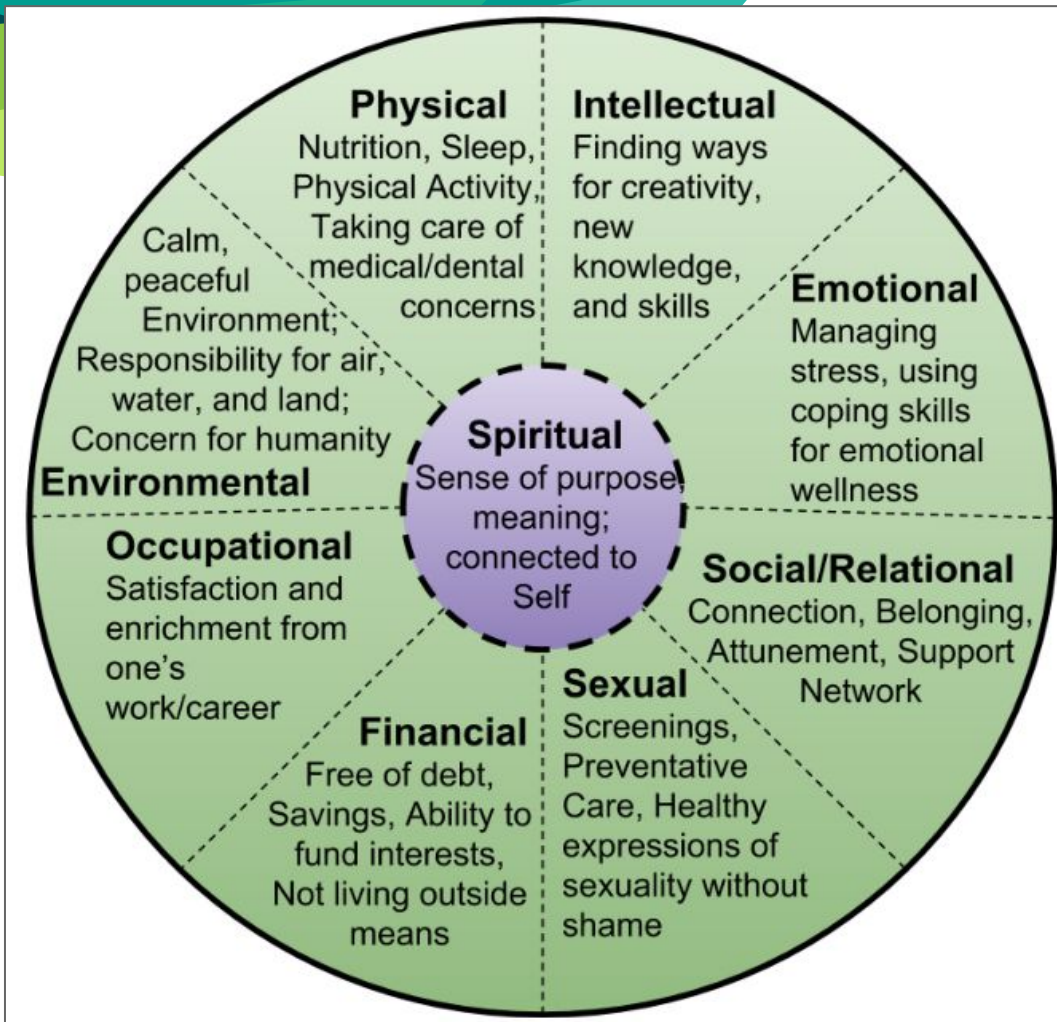 Physical
Nutrition, Sleep,
Physical Activity,
Taking care of
medical/dental
concerns
Intellectual
Finding ways
for creativity,
new
knowledge,
and skills
Emotional
Managing
stress, using
coping skills
for emotional
wellness
Social/Relational
Connection, Belonging,
Attunement, Support
Network
Sexual
Screenings,
Preventative
Care, Healthy
expressions of
sexuality without
shame
Financial
Free of debt,
Savings, Ability to
fund interests,
Not living outside
means
Occupational
Satisfaction and
enrichment from
one's
work/career
Calm,
peaceful
Environment;
Responsibility for air,
water, and land;
Concern for humanity
Environmental
Spiritual
Sense of purpose,
meaning;
connected to
Self